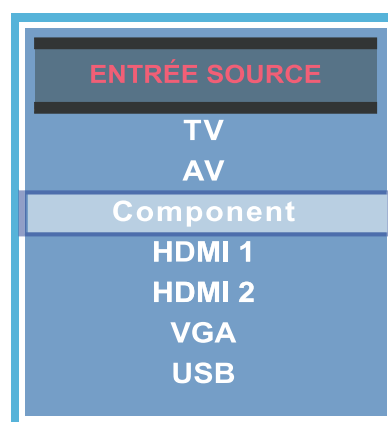 ENTRÉE SOURCE
TV
AV
Component
HDMI 1
HDMI 2
VGA
USB